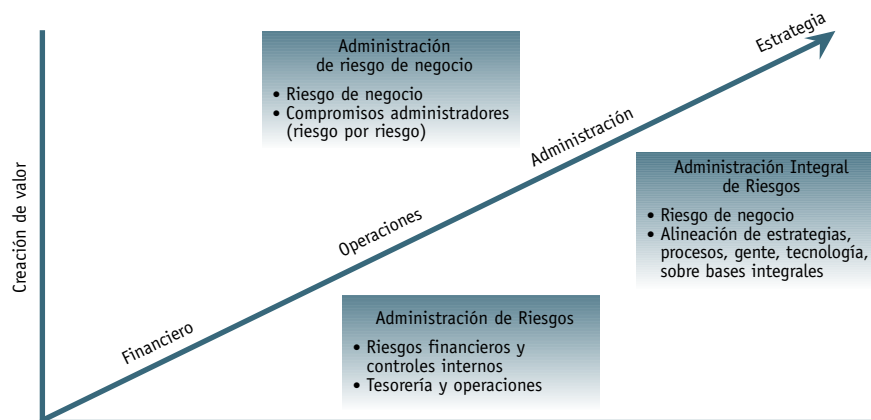 Administración
de riesgo de negocio
• Riesgo de negocio
• Compromisos administradores
(riesgo por riesgo)
Estrategia
Administración
Administración Integral
de Riesgos
• Riesgo de negocio
• Alineación de estrategias,
procesos, gente, tecnología,
sobre bases integrales
Creación de valor
Operaciones
Financiero
Administración de Riesgos
• Riesgos financieros y
controles internos
• Tesorería y operaciones